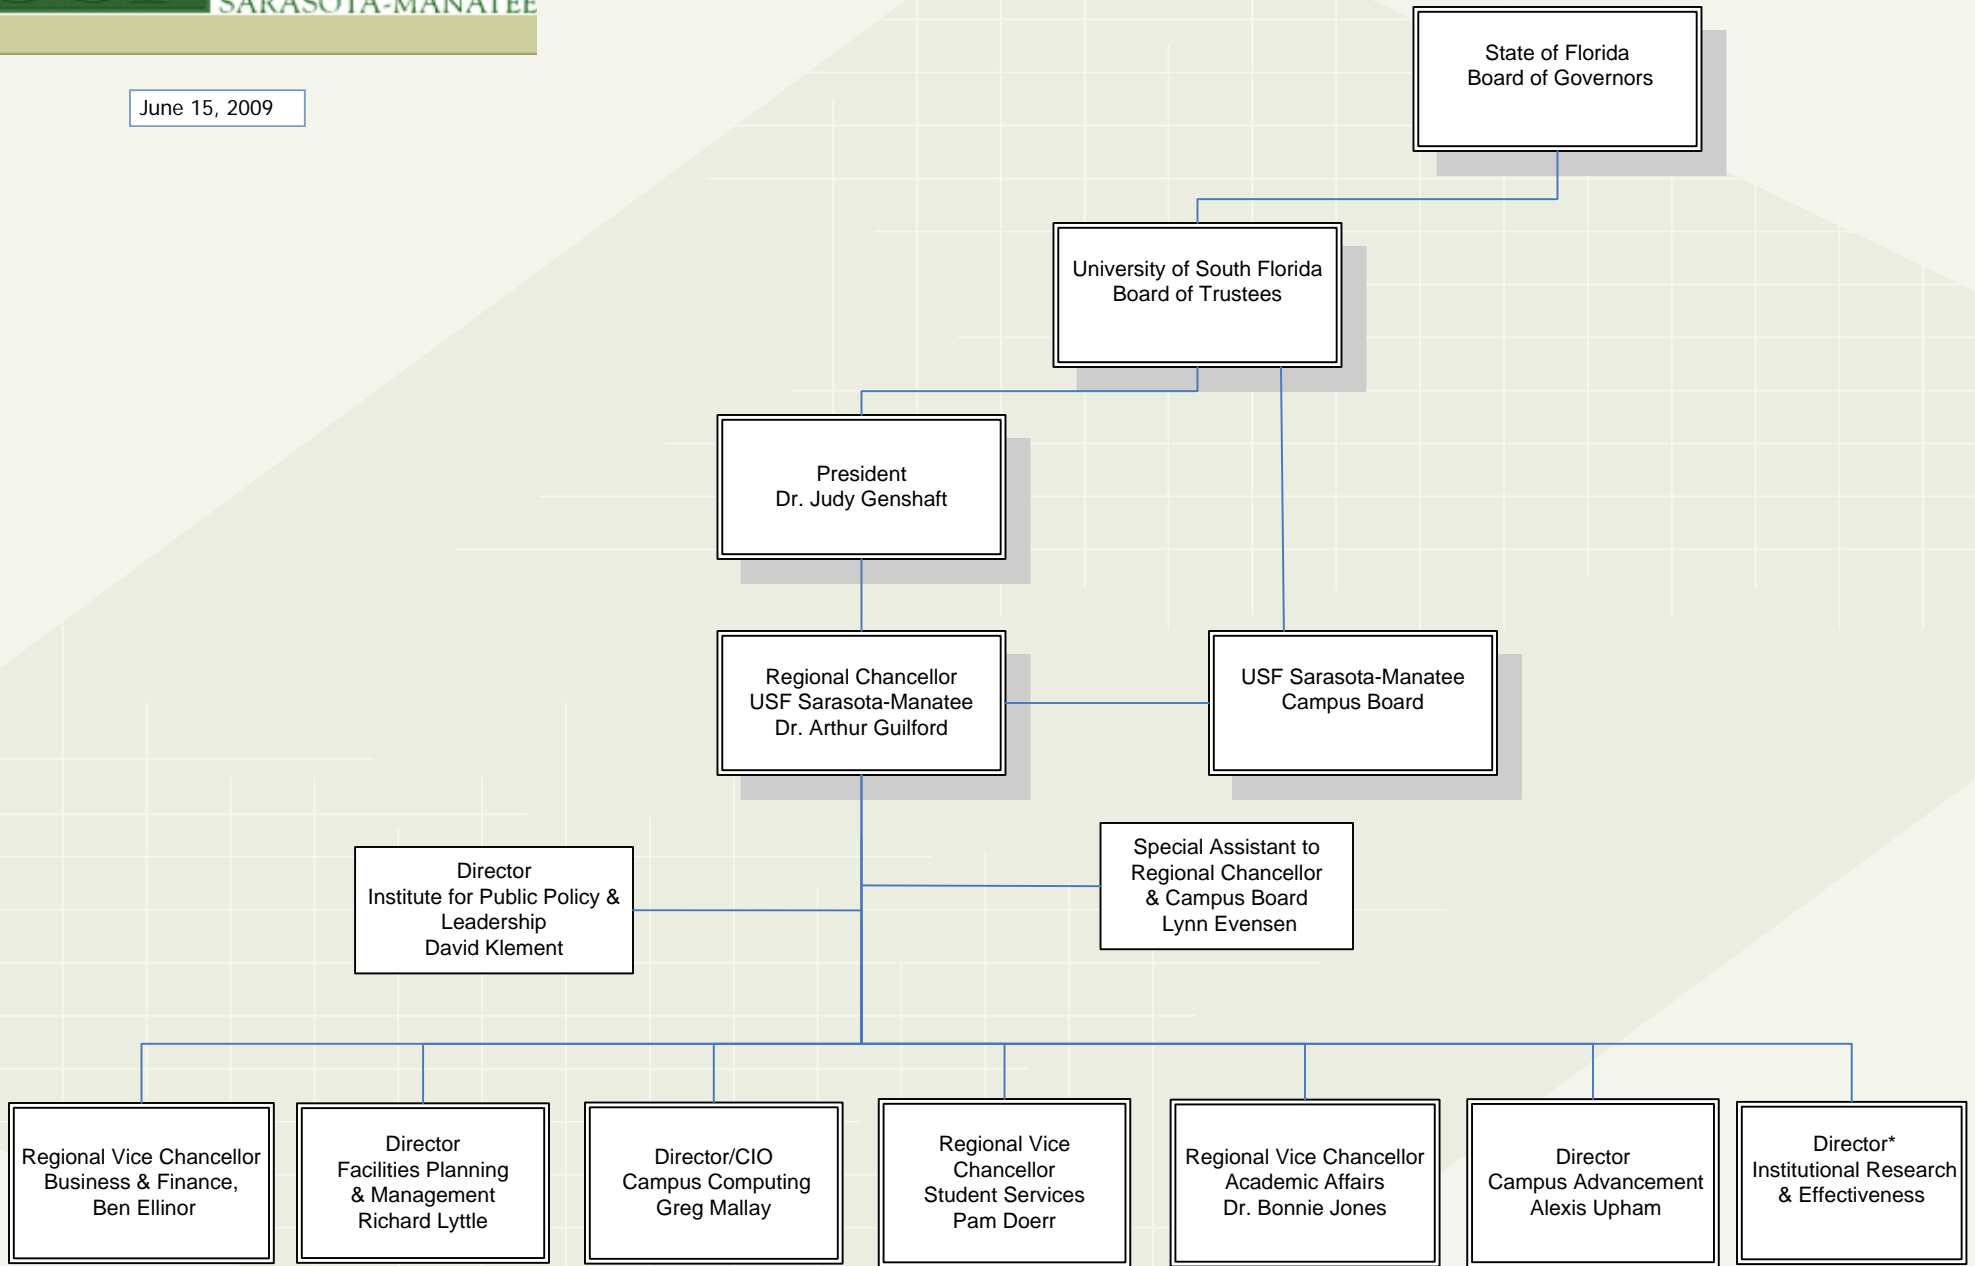 SARASOTA-MANATEE
June 15, 2009
State of Florida
Board of Governors
University of South Florida
Board of Trustees
President
Dr. Judy Genshaft
Regional Chancellor
USF Sarasota-Manatee
Dr. Arthur Guilford
USF Sarasota-Manatee
Campus Board
Director
Institute for Public Policy &
Leadership
David Klement
Special Assistant to
Regional Chancellor
& Campus Board
Lynn Evensen
Regional Vice Chancellor
Business & Finance,
Ben Ellinor
Director
Facilities Planning
& Management
Richard Lyttle
Director/CIO
Campus Computing
Greg Mallay
Regional Vice
Chancellor
Student Services
Pam Doerr
Regional Vice Chancellor
Academic Affairs
Dr. Bonnie Jones
Director
Campus Advancement
Alexis Upham
Director*
Institutional Research
& Effectiveness